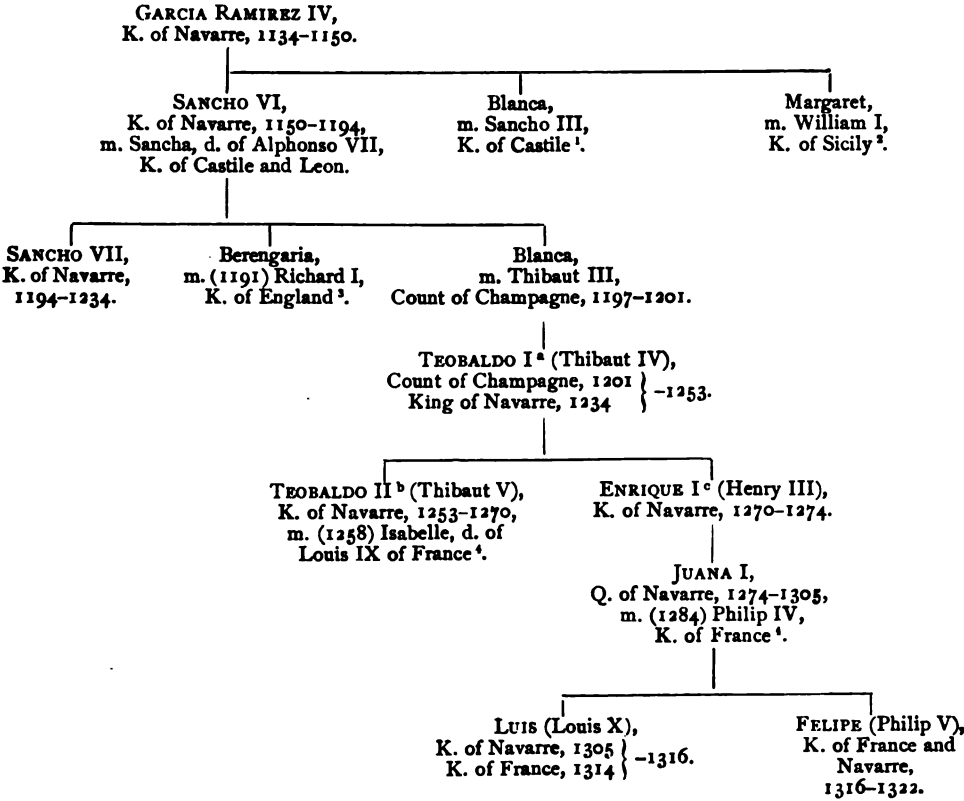 GARCIA RAMIREZ IV,
K. of Navarre, 1134–1150.
SANCHO VI,
K. of Navarre, 1150–1194,
m. Sancha, d. of Alphonso VII,
K. of Castile and Leon.
Blanca,
m. Sancho III,
K. of Castile ¹.
Margaret,
m. William I,
K. of Sicily ².
SANCHO VII,
K. of Navarre,
1194–1234.
Berengaria,
m. (1191) Richard I,
K. of England ³.
Blanca,
m. Thibaut III,
Count of Champagne, 1197–1201.
TEOBALDO I ᵃ (Thibaut IV),
Count of Champagne, 1201 } –1253.
King of Navarre, 1234
TEOBALDO II ᵇ (Thibaut V),
K. of Navarre, 1253–1270,
m. (1258) Isabelle, d. of
Louis IX of France ⁴.
ENRIQUE I ᶜ (Henry III),
K. of Navarre, 1270–1274.
JUANA I,
Q. of Navarre, 1274–1305,
m. (1284) Philip IV,
K. of France ⁴.
LUIS (Louis X),
K. of Navarre, 1305 } –1316.
K. of France, 1314
FELIPE (Philip V),
K. of France and
Navarre,
1316–1322.